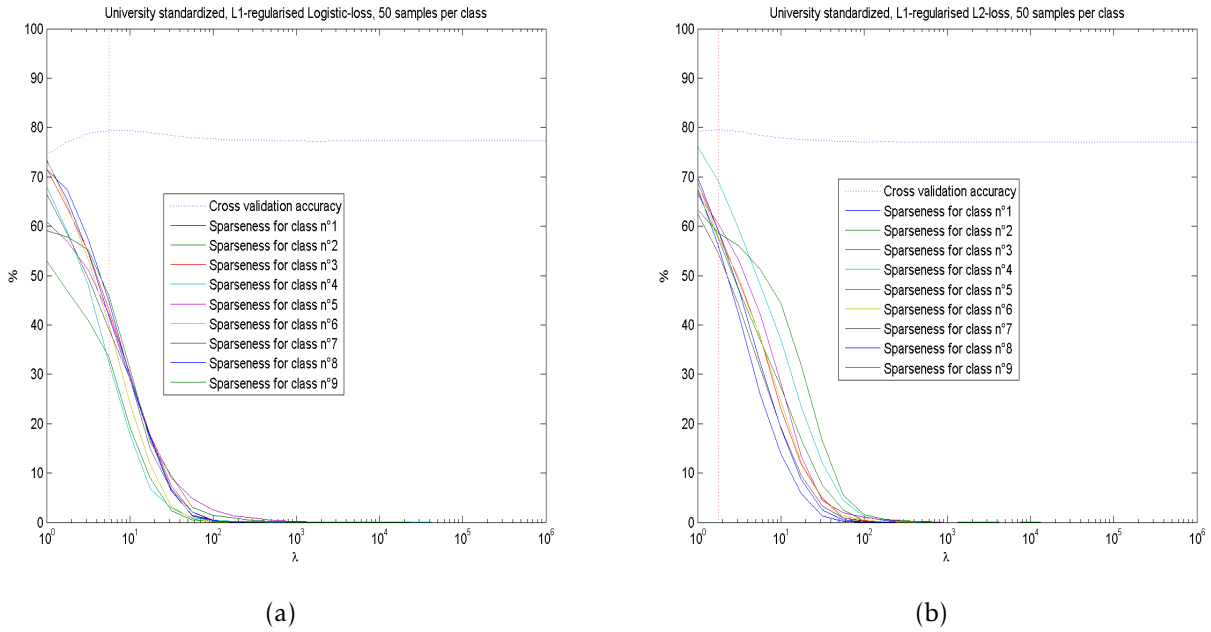 University standardized, L1-regularised Logistic-loss, 50 samples per class
100
90
80
70
60
50
40
30
20
10
0
%
Cross validation accuracy
Sparseness for class n°1
Sparseness for class n°2
Sparseness for class n°3
Sparseness for class n°4
Sparseness for class n°5
Sparseness for class n°6
Sparseness for class n°7
Sparseness for class n°8
Sparseness for class n°9
10^0 10^1 10^2 10^3 10^4 10^5 10^6
λ
(a)
University standardized, L1-regularised L2-loss, 50 samples per class
100
90
80
70
60
50
40
30
20
10
0
%
Cross validation accuracy
Sparseness for class n°1
Sparseness for class n°2
Sparseness for class n°3
Sparseness for class n°4
Sparseness for class n°5
Sparseness for class n°6
Sparseness for class n°7
Sparseness for class n°8
Sparseness for class n°9
10^0 10^1 10^2 10^3 10^4 10^5 10^6
λ
(b)